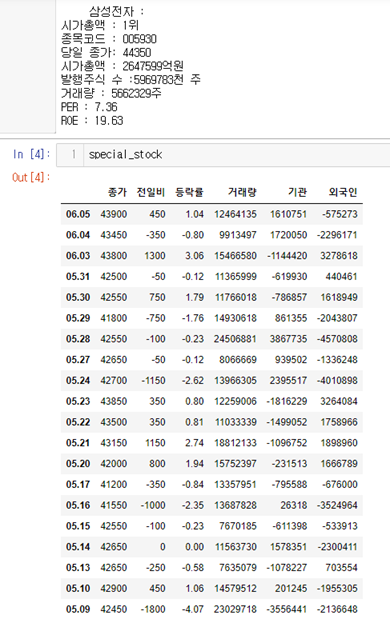 삼성전자 :
시가총액 : 1위
종목코드 : 005930
당일 종가: 44350
시가총액 : 2647599억원
발행주식 수 :5969783천 주
거래량 : 5662329주
PER : 7.36
ROE : 19.63
In [4]: 1 special_stock
Out[4]:
종가 전일비 등락률 거래량 기관 외국인
06.05 43900 450 1.04 12464135 1610751 -575273
06.04 43450 -350 -0.80 9913497 1720050 -2296171
06.03 43800 1300 3.06 15466580 -1144420 3278618
05.31 42500 -50 -0.12 11365999 -619930 440461
05.30 42550 750 1.79 11766018 -786857 1618949
05.29 41800 -750 -1.76 14930618 861355 -2043807
05.28 42550 -100 -0.23 24506881 3867735 -4570808
05.27 42650 -50 -0.12 8066669 939502 -1336248
05.24 42700 -1150 -2.62 13966305 2395517 -4010898
05.23 43850 350 0.80 12259006 -1816229 3264084
05.22 43500 350 0.81 11033339 -1499052 1758966
05.21 43150 1150 2.74 18812133 -1096752 1898960
05.20 42000 800 1.94 15752397 -231513 1666789
05.17 41200 -350 -0.84 13357951 -795588 -676000
05.16 41550 -1000 -2.35 13687828 26318 -3524964
05.15 42550 -100 -0.23 7670185 -611398 -533913
05.14 42650 0 0.00 11563730 1578351 -2300411
05.13 42650 -250 -0.58 7635079 -1078227 703554
05.10 42900 450 1.06 14579512 201245 -1955305
05.09 42450 -1800 -4.07 23029718 -3556441 -2136648